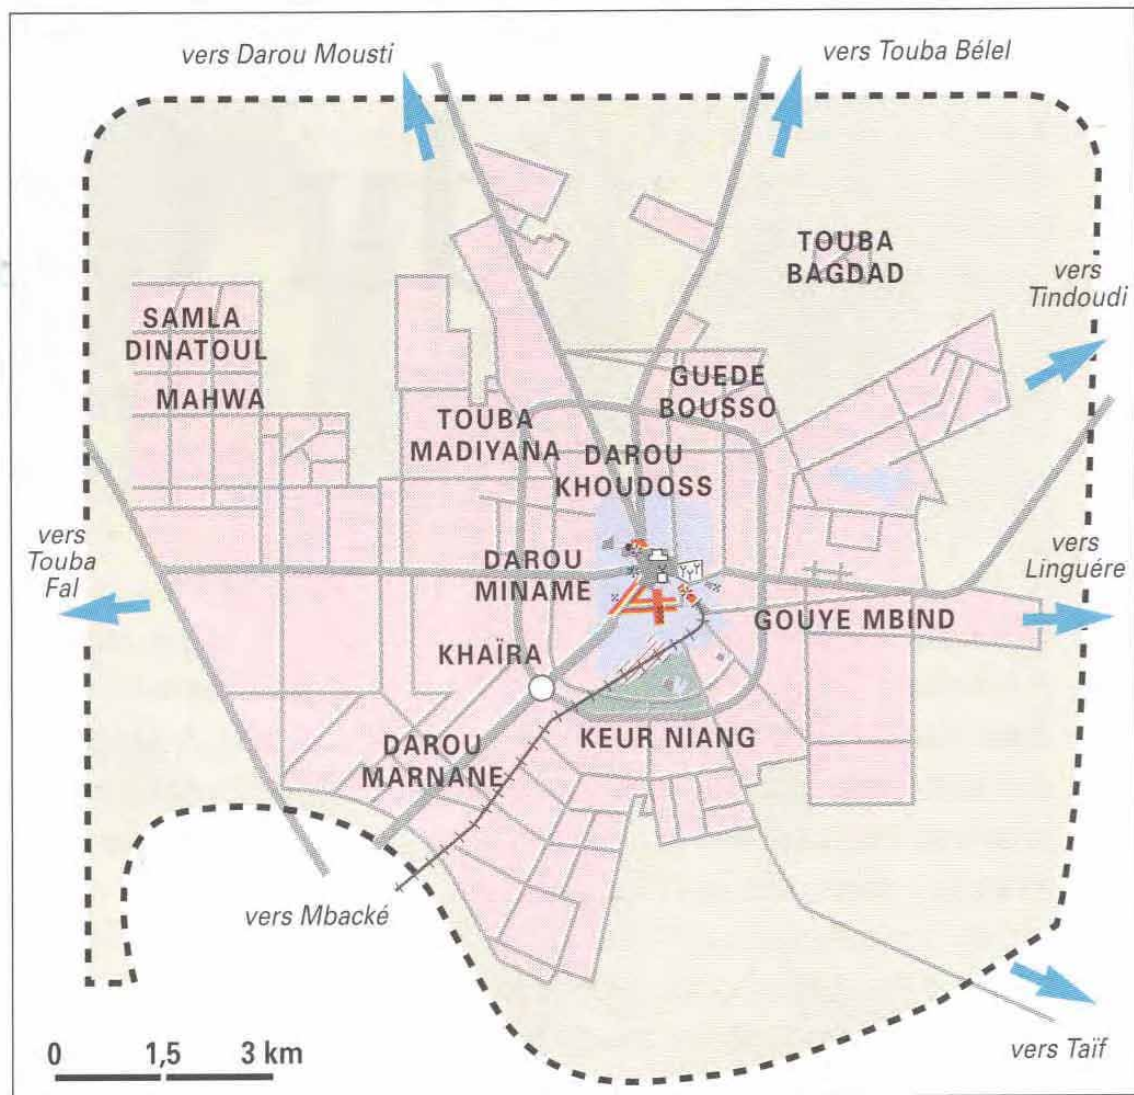 vers Darou Mousti
vers Touba Bélel
TOUBA
BAGDAD
vers
Tindoudi
SAMLA
DINATOUL
MAHWA
GUEDE
BOUSSO
TOUBA
MADIYANA
DAROU
KHOUDOSS
vers
Touba
Fal
DAROU
MINAME
vers
Linguére
GOUYE MBIND
KHAÏRA
DAROU
MARNANE
KEUR NIANG
vers Mbacké
vers Taïf
0 1,5 3 km